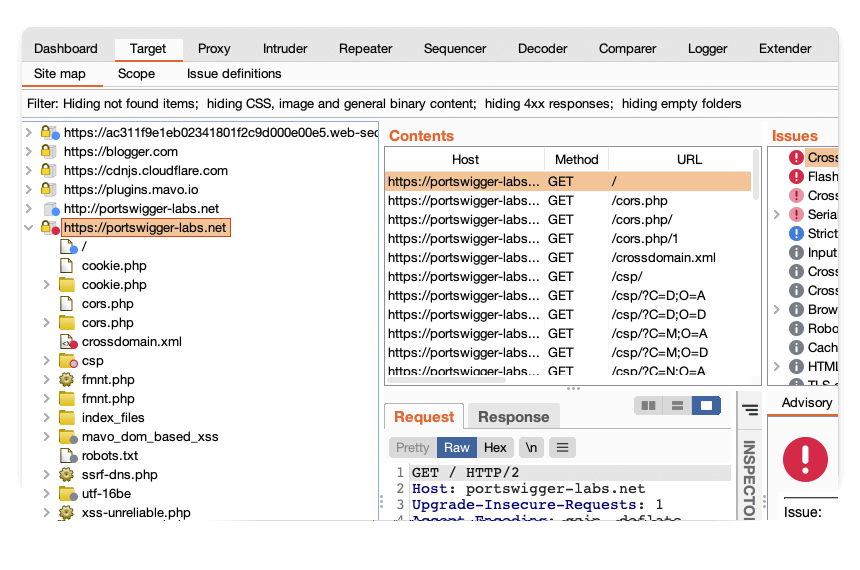 Dashboard Target Proxy Intruder Repeater Sequencer Decoder Comparer Logger Extender
Site map Scope Issue definitions
Filter: Hiding not found items; hiding CSS, image and general binary content; hiding 4xx responses; hiding empty folders
https://ac311f9e1eb02341801f2c9d000e00e5.web-sec
https://blogger.com
https://cdnjs.cloudflare.com
https://plugins.mavo.io
http://portswigger-labs.net
https://portswigger-labs.net
/
cookie.php
cookie.php
cors.php
cors.php
crossdomain.xml
csp
fmnt.php
fmnt.php
index_files
mavo_dom_based_xss
robots.txt
ssrf-dns.php
utf-16be
xss-unreliable.php
Contents
Host Method URL
https://portswigger-labs... GET /
https://portswigger-labs... GET /cors.php
https://portswigger-labs... GET /cors.php/
https://portswigger-labs... GET /cors.php/1
https://portswigger-labs... GET /crossdomain.xml
https://portswigger-labs... GET /csp/
https://portswigger-labs... GET /csp/?C=D;O=A
https://portswigger-labs... GET /csp/?C=D;O=D
https://portswigger-labs... GET /csp/?C=M;O=A
https://portswigger-labs... GET /csp/?C=M;O=D
https://portswigger-labs... GET /csp/?C=N;O=A
Request Response
Pretty Raw Hex \n
1 GET / HTTP/2
2 Host: portswigger-labs.net
3 Upgrade-Insecure-Requests: 1
4 Accept-Encoding: gzip, deflate
INSPECTO
Issues
Cross
Flash
Cross
Serial
Strict
Input
Cross
Cross
Brow
Robo
Cach
HTML
Advisory
Issue: